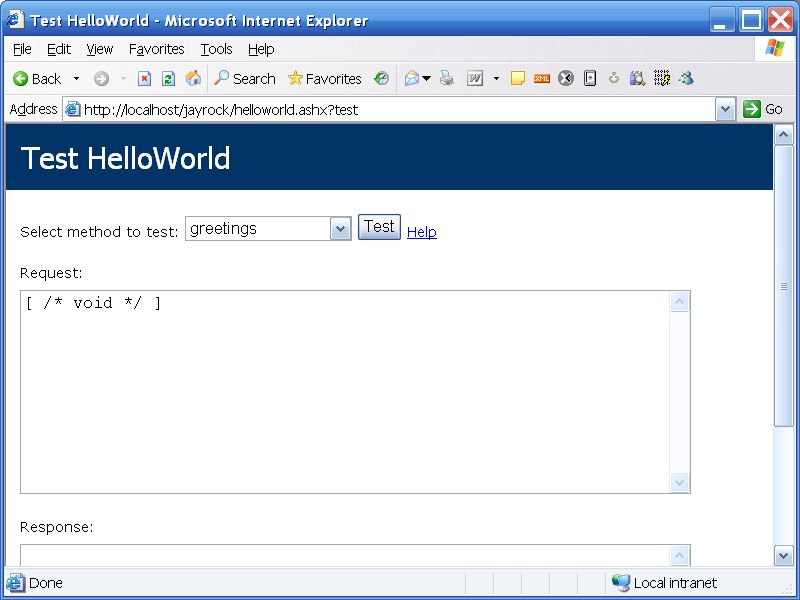 Test HelloWorld - Microsoft Internet Explorer
File Edit View Favorites Tools Help
Back Search Favorites W XML
Address http://localhost/jayrock/helloworld.ashx?test Go
Test HelloWorld
Select method to test: greetings Test Help
Request:
[ /* void */ ]
Response:
Done Local intranet